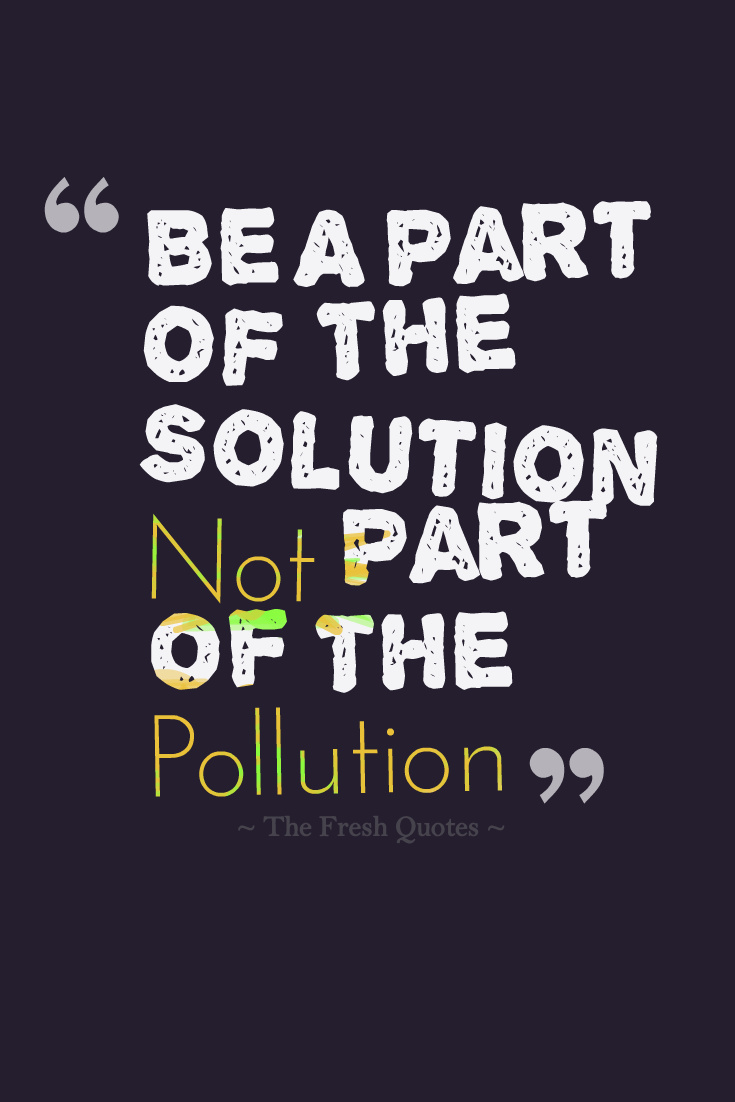 “BE A PART
OF THE
SOLUTION
Not PART
OF THE
Pollution”
~ The Fresh Quotes ~